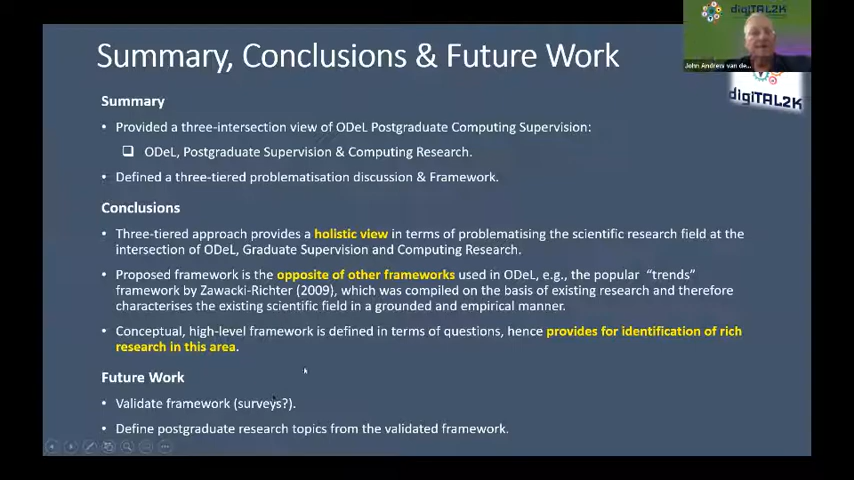 digiTAL2K
John Andrew van de...
digiTAL2K
Summary, Conclusions & Future Work
Summary
• Provided a three-intersection view of ODeL Postgraduate Computing Supervision:
❑ ODeL, Postgraduate Supervision & Computing Research.
• Defined a three-tiered problematisation discussion & Framework.
Conclusions
• Three-tiered approach provides a holistic view in terms of problematising the scientific research field at the
intersection of ODeL, Graduate Supervision and Computing Research.
• Proposed framework is the opposite of other frameworks used in ODeL, e.g., the popular “trends”
framework by Zawacki-Richter (2009), which was compiled on the basis of existing research and therefore
characterises the existing scientific field in a grounded and empirical manner.
• Conceptual, high-level framework is defined in terms of questions, hence provides for identification of rich
research in this area.
Future Work
• Validate framework (surveys?).
• Define postgraduate research topics from the validated framework.